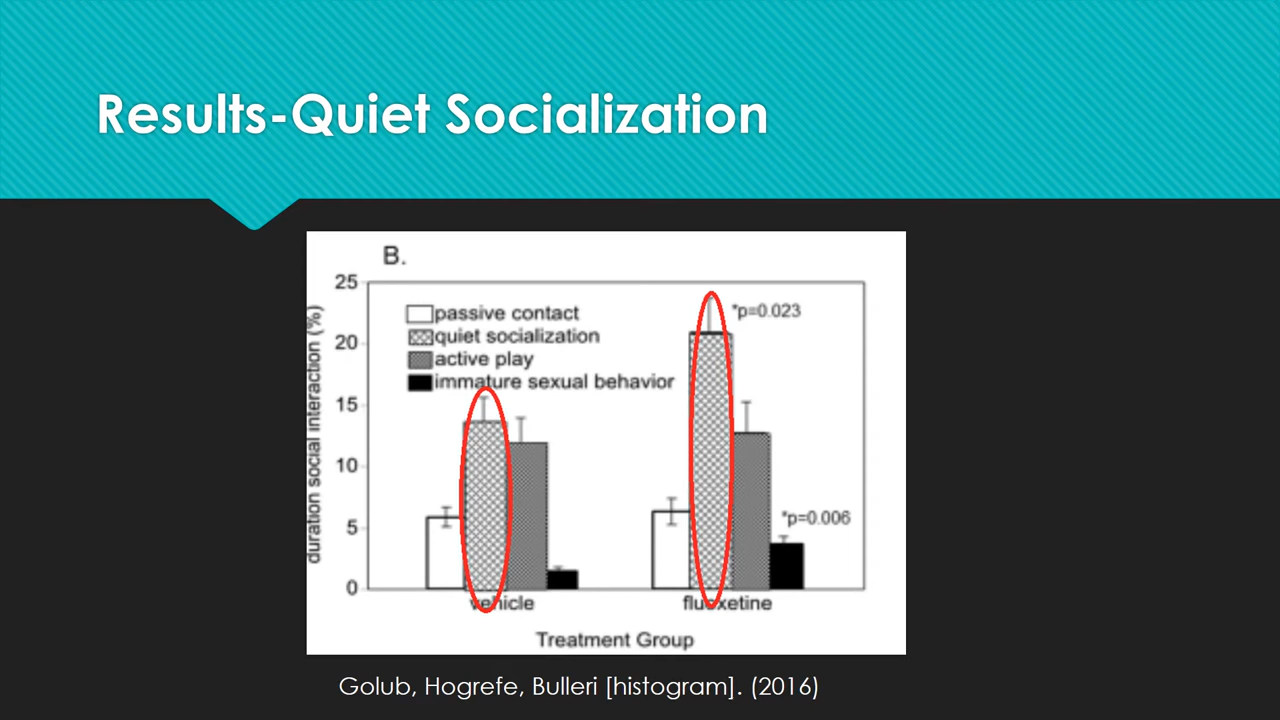 Results-Quiet Socialization
B.
25
20
15
10
5
0
duration social interaction (%)
passive contact
quiet socialization
active play
immature sexual behavior
*p=0.023
*p=0.006
vehicle
fluoxetine
Treatment Group
Golub, Hogrefe, Bulleri [histogram]. (2016)